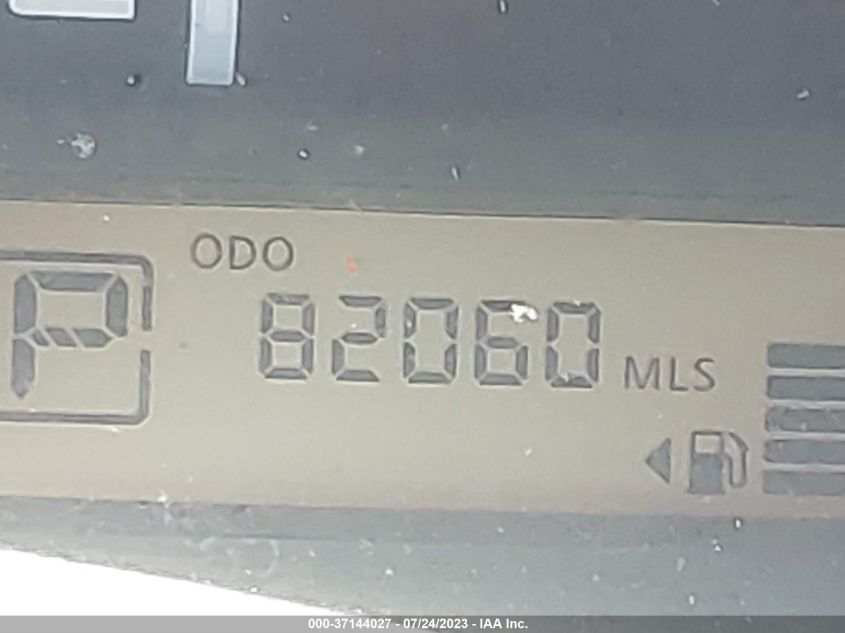 ODO
P
82060 MLS
000-37144027 - 07/24/2023 - IAA Inc.